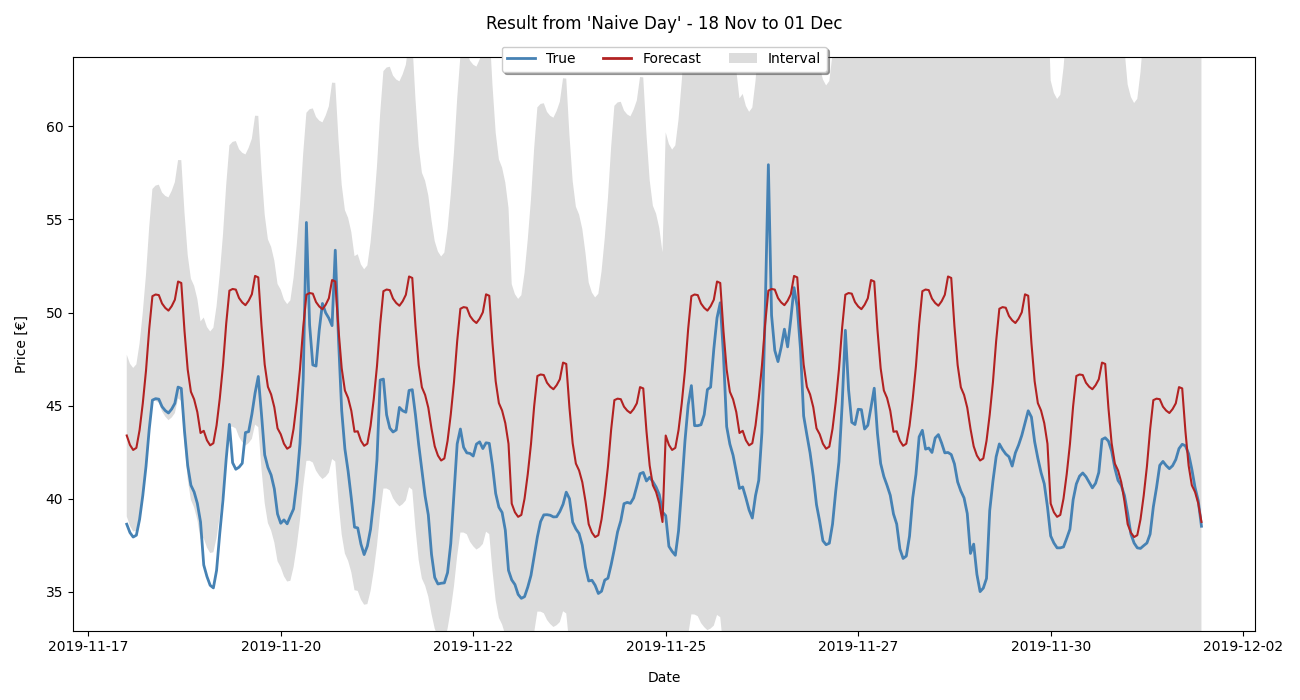 Result from 'Naive Day' - 18 Nov to 01 Dec
True Forecast Interval
60
55
50
45
40
35
Price [€]
2019-11-17 2019-11-20 2019-11-22 2019-11-25 2019-11-27 2019-11-30 2019-12-02
Date